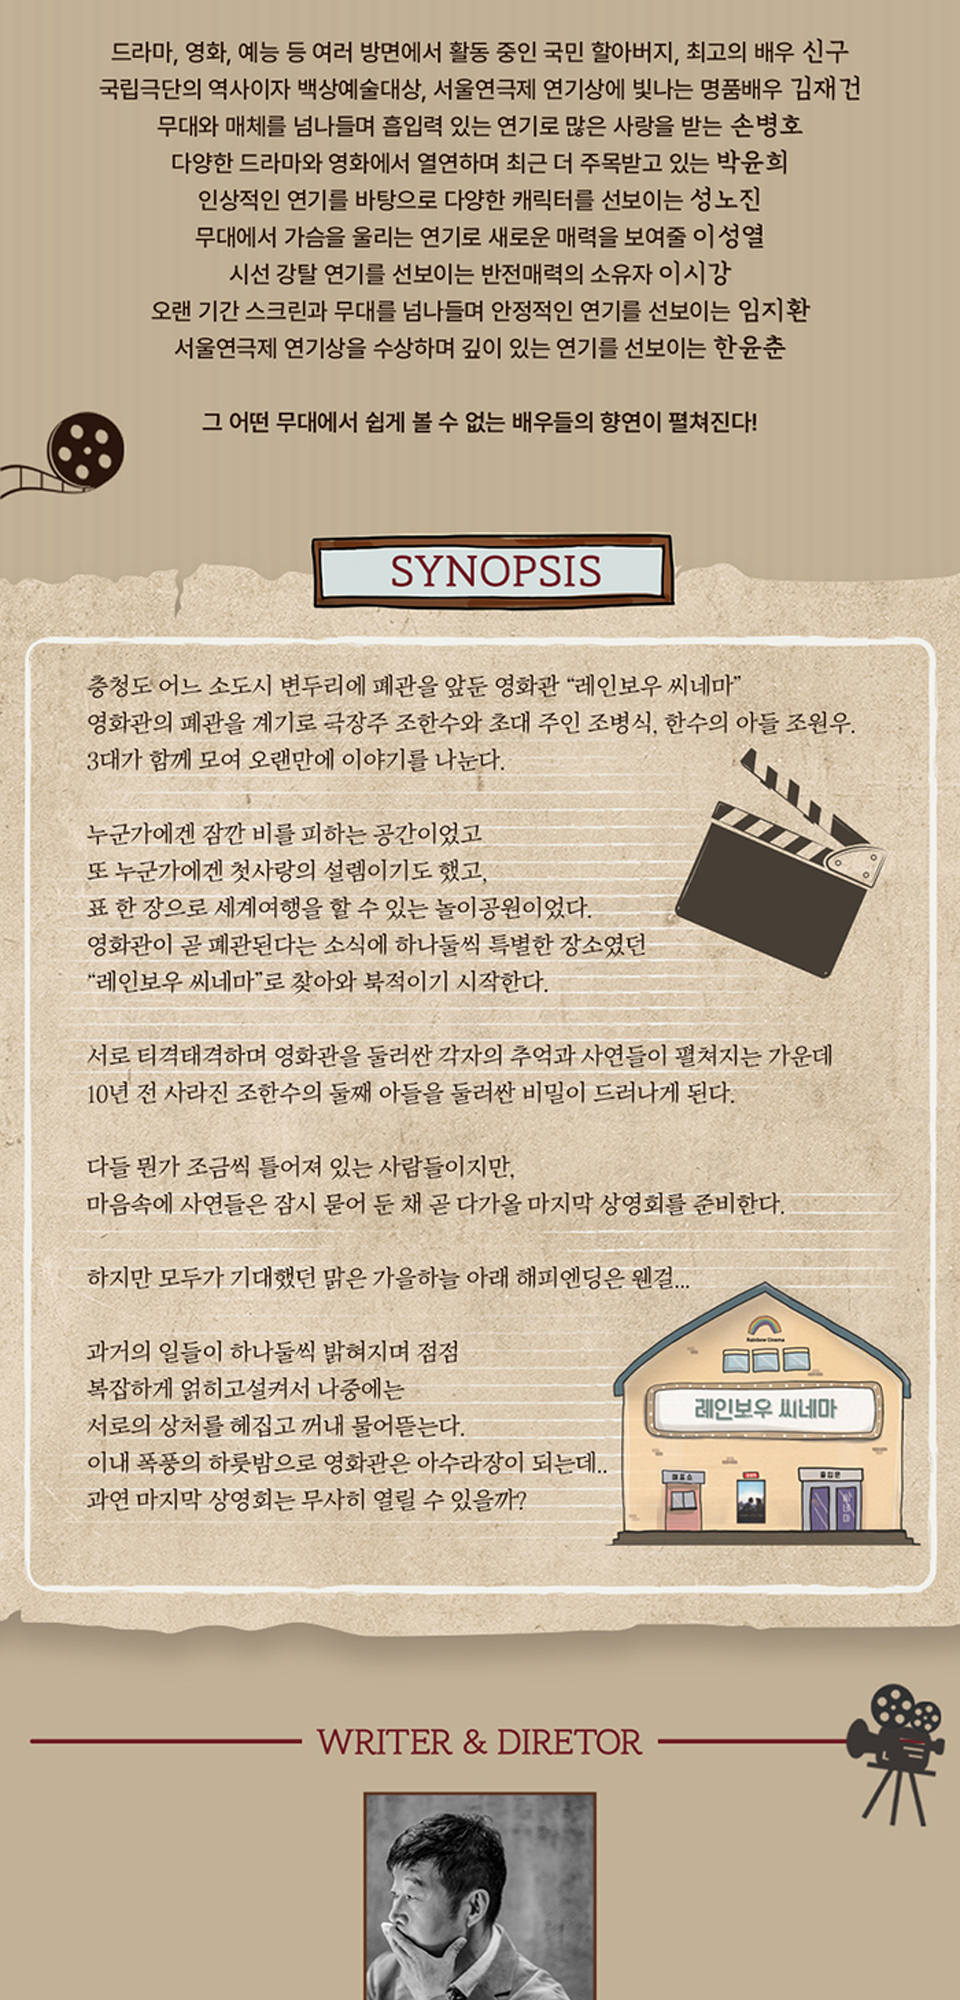 드라마, 영화, 예능 등 여러 방면에서 활동 중인 국민 할아버지, 최고의 배우 신구
국립극단의 역사이자 백상예술대상, 서울연극제 연기상에 빛나는 명품배우 김재건
무대와 매체를 넘나들며 흡입력 있는 연기로 많은 사랑을 받는 손병호
다양한 드라마와 영화에서 열연하며 최근 더 주목받고 있는 박윤희
인상적인 연기를 바탕으로 다양한 캐릭터를 선보이는 성노진
무대에서 가슴을 울리는 연기로 새로운 매력을 보여줄 이성열
시선 강탈 연기를 선보이는 반전매력의 소유자 이시강
오랜 기간 스크린과 무대를 넘나들며 안정적인 연기를 선보이는 임지환
서울연극제 연기상을 수상하며 깊이 있는 연기를 선보이는 한윤춘
그 어떤 무대에서 쉽게 볼 수 없는 배우들의 향연이 펼쳐진다!
SYNOPSIS
충청도 어느 소도시 변두리에 폐관을 앞둔 영화관 “레인보우 씨네마”
영화관의 폐관을 계기로 극장주 조한수와 초대 주인 조병식, 한수의 아들 조원우.
3대가 함께 모여 오랜만에 이야기를 나눈다.
누군가에겐 잠깐 비를 피하는 공간이었고
또 누군가에겐 첫사랑의 설렘이기도 했고,
표 한 장으로 세계여행을 할 수 있는 놀이공원이었다.
영화관이 곧 폐관된다는 소식에 하나둘씩 특별한 장소였던
“레인보우 씨네마”로 찾아와 북적이기 시작한다.
서로 티격태격하며 영화관을 둘러싼 각자의 추억과 사연들이 펼쳐지는 가운데
10년 전 사라진 조한수의 둘째 아들을 둘러싼 비밀이 드러나게 된다.
다들 뭔가 조금씩 틀어져 있는 사람들이지만,
마음속에 사연들은 잠시 묻어 둔 채 곧 다가올 마지막 상영회를 준비한다.
하지만 모두가 기대했던 맑은 가을하늘 아래 해피엔딩은 웬걸...
과거의 일들이 하나둘씩 밝혀지며 점점
복잡하게 얽히고설켜서 나중에는
서로의 상처를 헤집고 꺼내 물어뜯는다.
이내 폭풍의 하룻밤으로 영화관은 아수라장이 되는데..
과연 마지막 상영회는 무사히 열릴 수 있을까?
Rainbow Cinema
레인보우 씨네마
매표소
출입문
씨네마
WRITER & DIRETOR